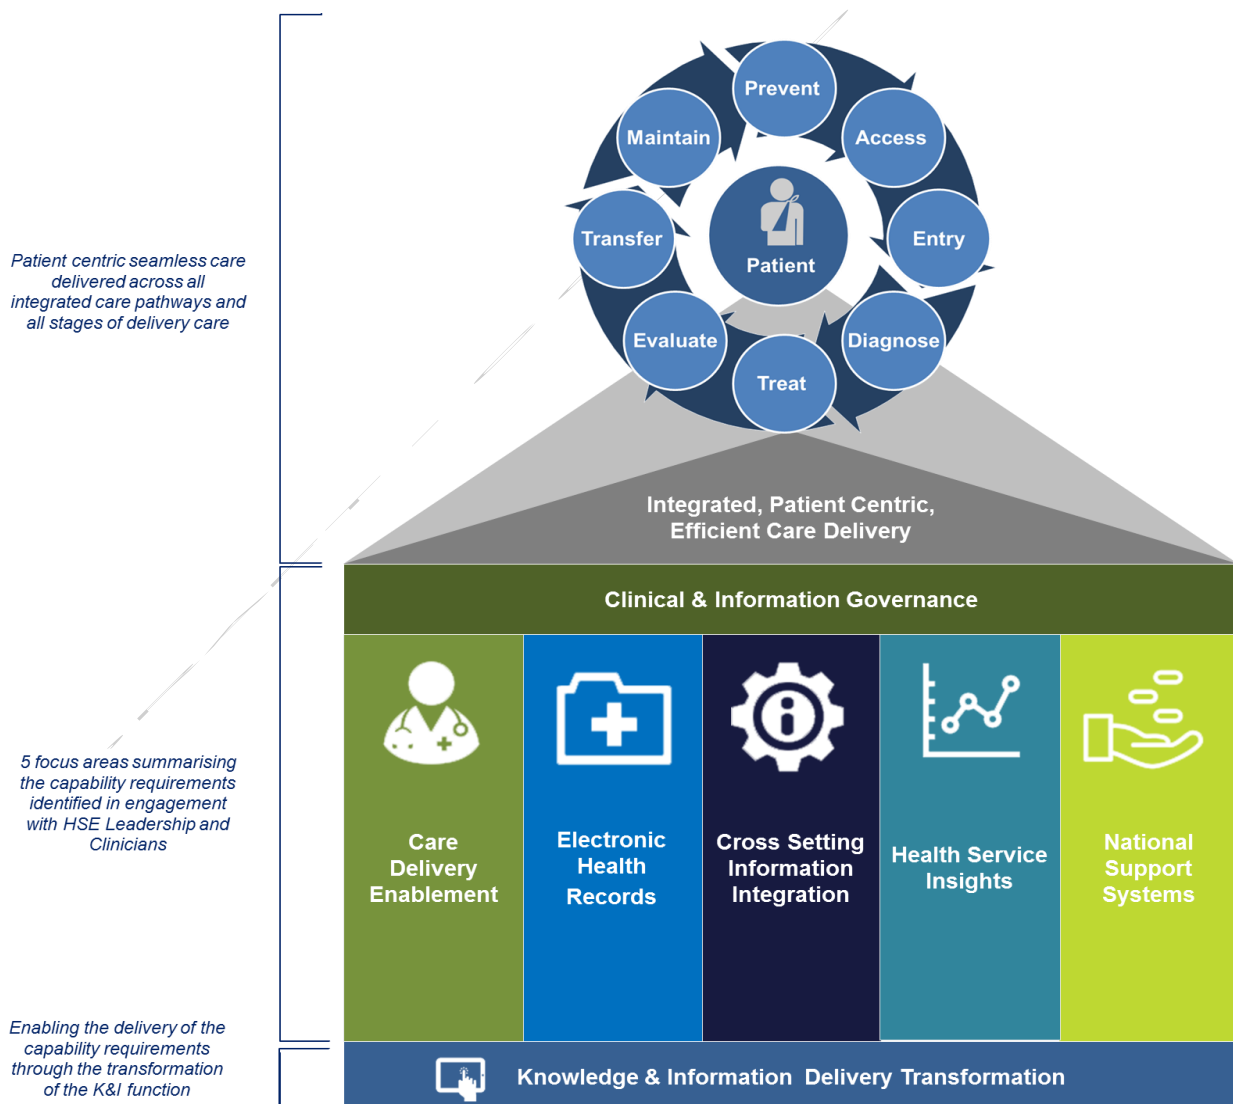 Prevent
Access
Entry
Diagnose
Treat
Evaluate
Transfer
Maintain
Patient
Patient centric seamless care
delivered across all
integrated care pathways and
all stages of delivery care
Integrated, Patient Centric,
Efficient Care Delivery
Clinical & Information Governance
5 focus areas summarising
the capability requirements
identified in engagement
with HSE Leadership and
Clinicians
Care
Delivery
Enablement
Electronic
Health
Records
Cross Setting
Information
Integration
Health Service
Insights
National
Support
Systems
Enabling the delivery of the
capability requirements
through the transformation
of the K&I function
Knowledge & Information Delivery Transformation